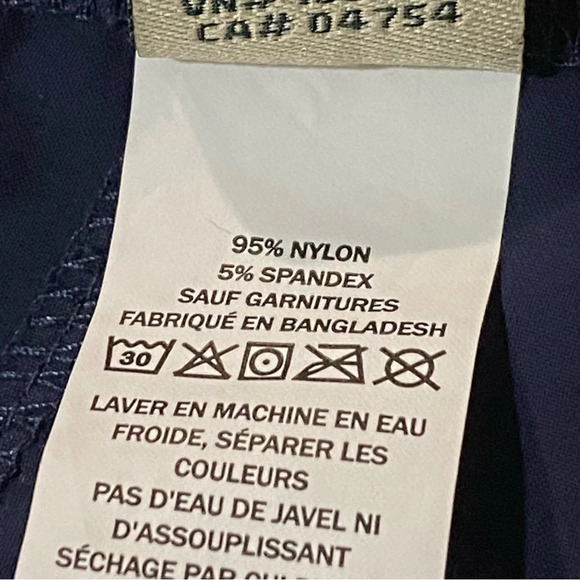 CA# 04754
95% NYLON
5% SPANDEX
SAUF GARNITURES
FABRIQUÉ EN BANGLADESH
30
LAVER EN MACHINE EN EAU
FROIDE, SÉPARER LES
COULEURS
PAS D'EAU DE JAVEL NI
D'ASSOUPLISSANT
SÉCHAGE PAR